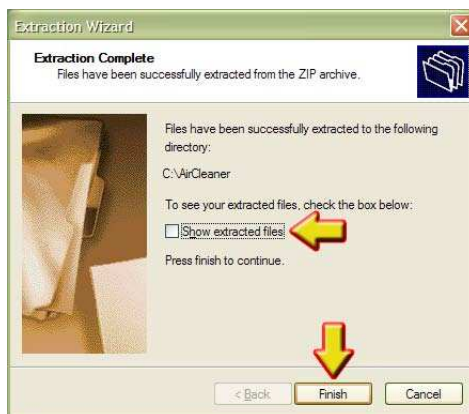 Extraction Wizard
Extraction Complete
Files have been successfully extracted from the ZIP archive.
Files have been successfully extracted to the following
directory:
C:\AirCleaner
To see your extracted files, check the box below:
Show extracted files
Press finish to continue.
< Back Finish Cancel